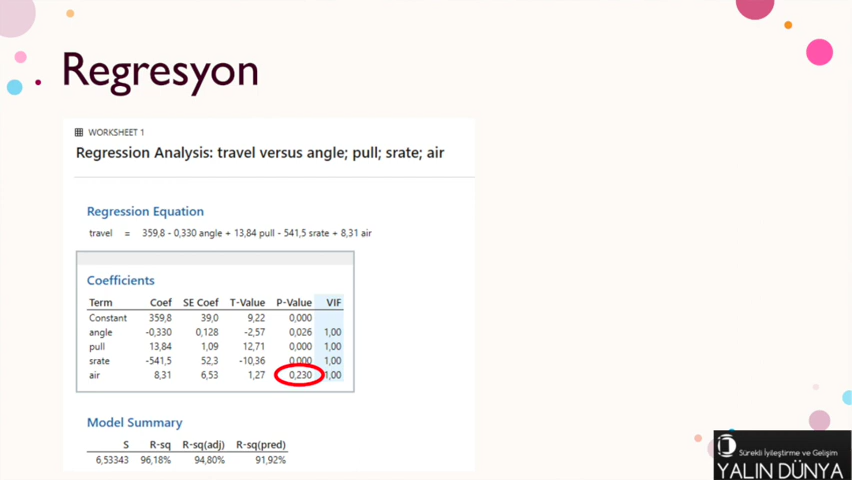 Regresyon
WORKSHEET 1
Regression Analysis: travel versus angle; pull; srate; air
Regression Equation
travel = 359,8 - 0,330 angle + 13,84 pull - 541,5 srate + 8,31 air
Coefficients
Term Coef SE Coef T-Value P-Value VIF
Constant 359,8 39,0 9,22 0,000
angle -0,330 0,128 -2,57 0,026 1,00
pull 13,84 1,09 12,71 0,000 1,00
srate -541,5 52,3 -10,36 0,000 1,00
air 8,31 6,53 1,27 0,230 1,00
Model Summary
S R-sq R-sq(adj) R-sq(pred)
6,53343 96,18% 94,80% 91,92%
Sürekli İyileştirme ve Gelişim
YALIN DÜNYA